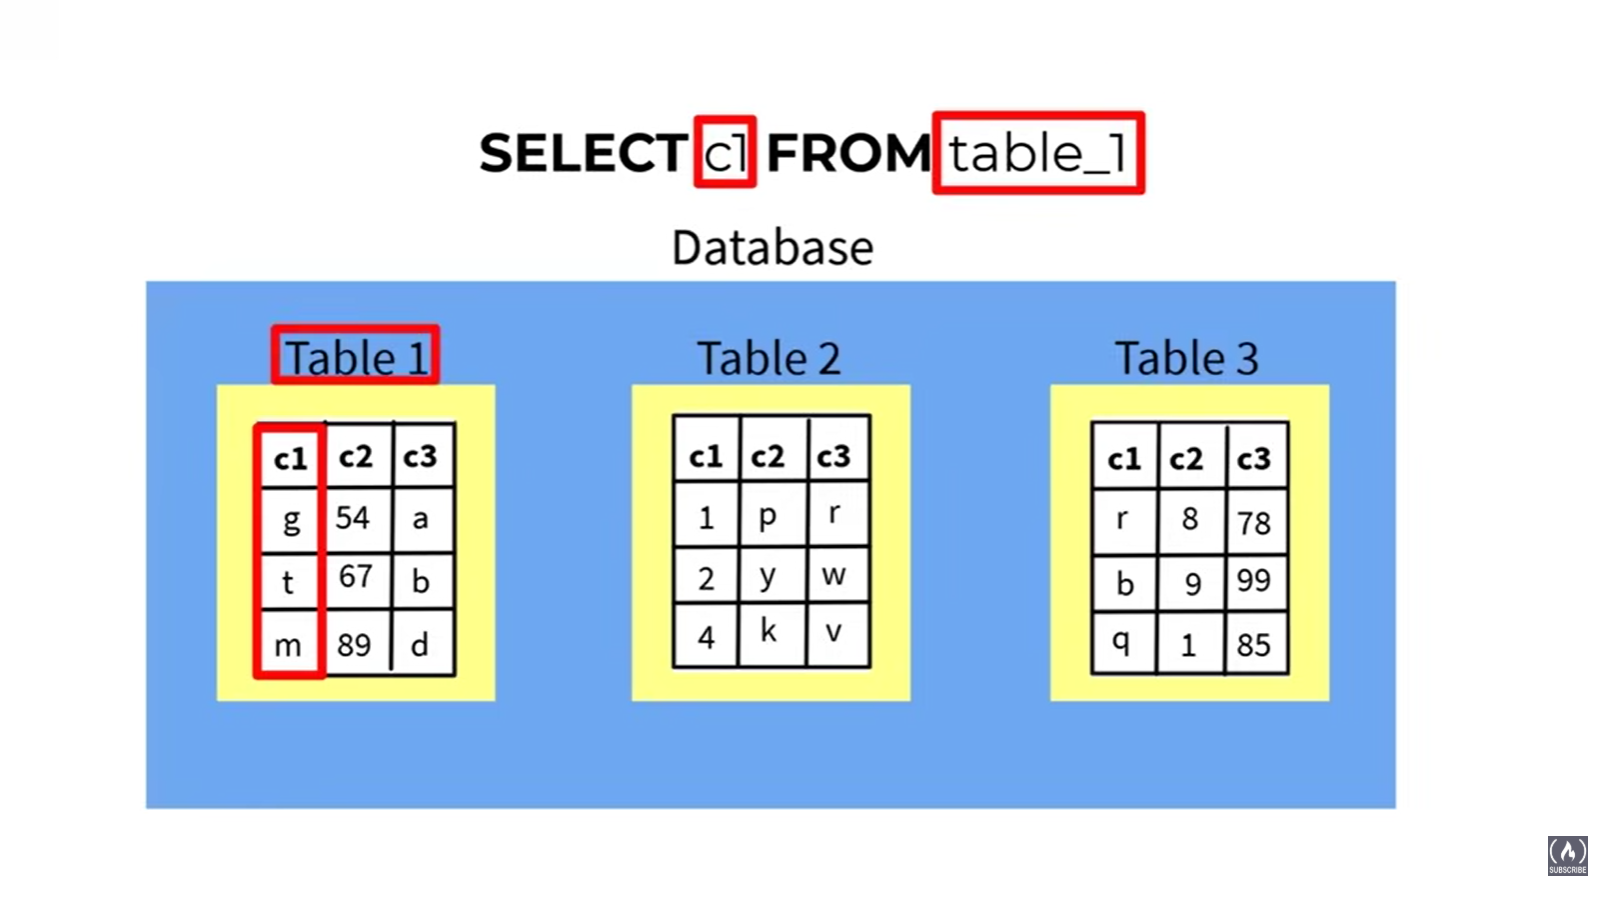 SELECT c1 FROM table_1
Database
Table 1 Table 2 Table 3
c1 c2 c3 c1 c2 c3 c1 c2 c3
g 54 a 1 p r r 8 78
t 67 b 2 y w b 9 99
m 89 d 4 k v q 1 85
SUBSCRIBE